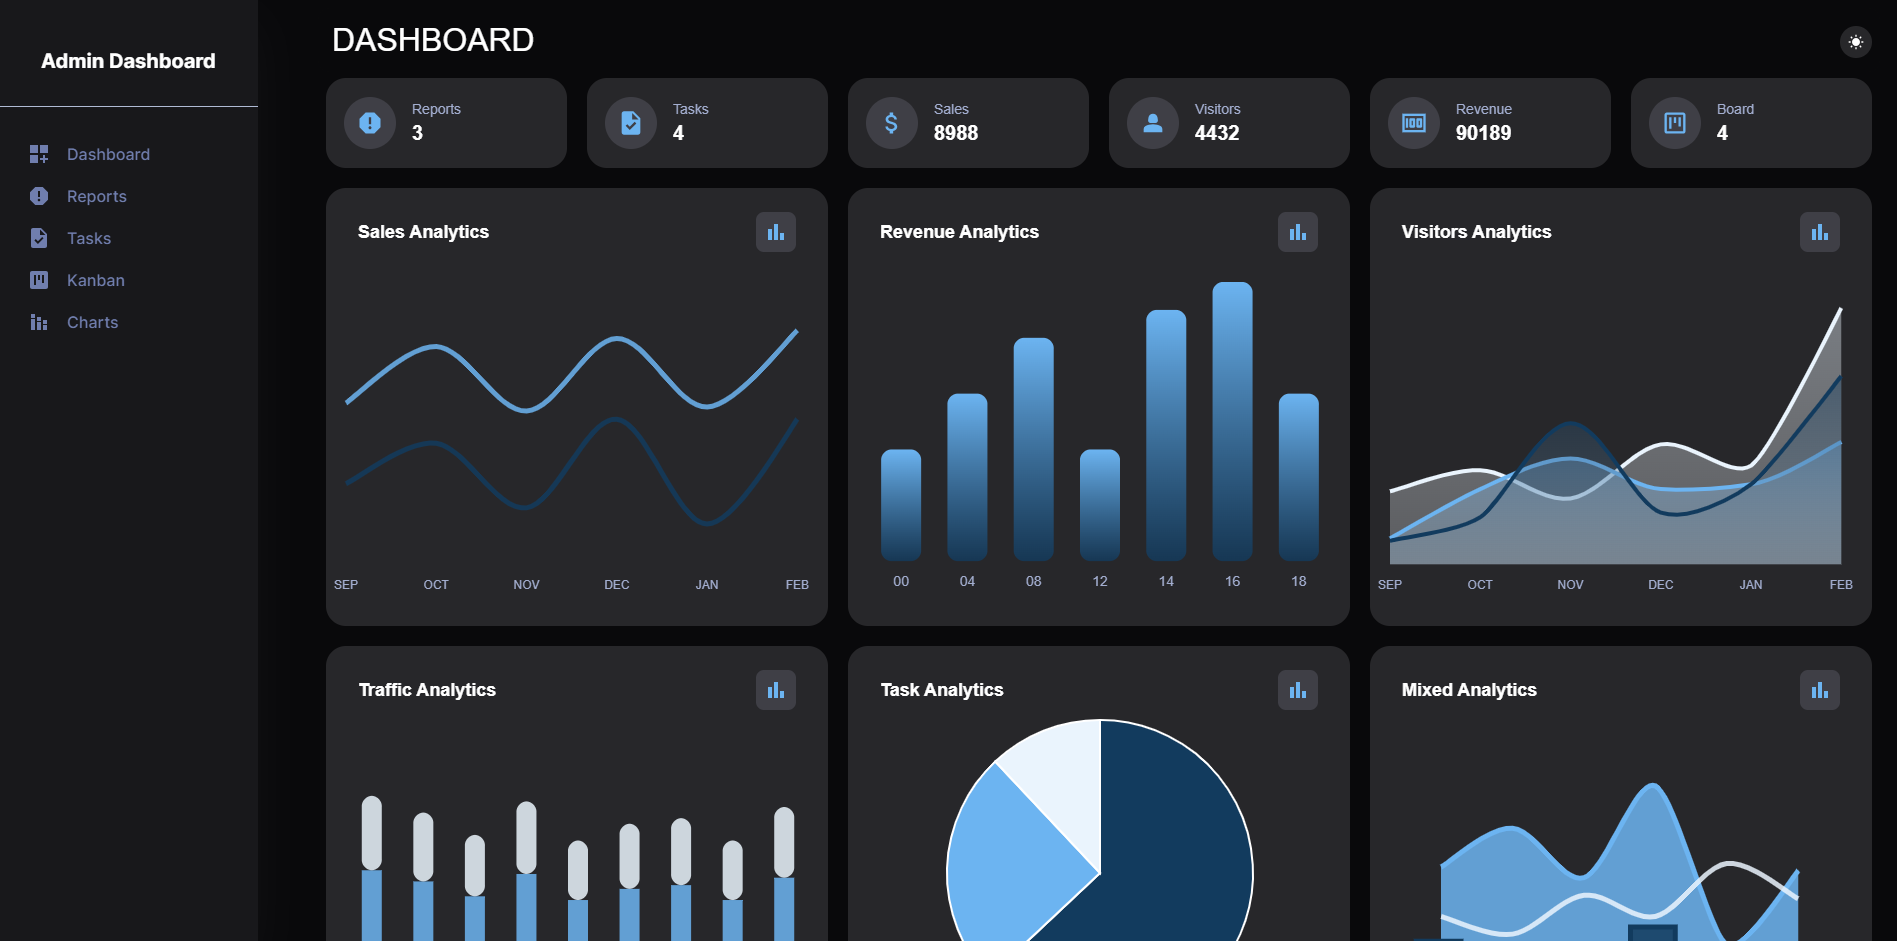 Admin Dashboard
Dashboard
Reports
Tasks
Kanban
Charts
DASHBOARD
Reports
3
Tasks
4
Sales
8988
Visitors
4432
Revenue
90189
Board
4
Sales Analytics
SEP OCT NOV DEC JAN FEB
Revenue Analytics
00 04 08 12 14 16 18
Visitors Analytics
SEP OCT NOV DEC JAN FEB
Traffic Analytics
Task Analytics
Mixed Analytics